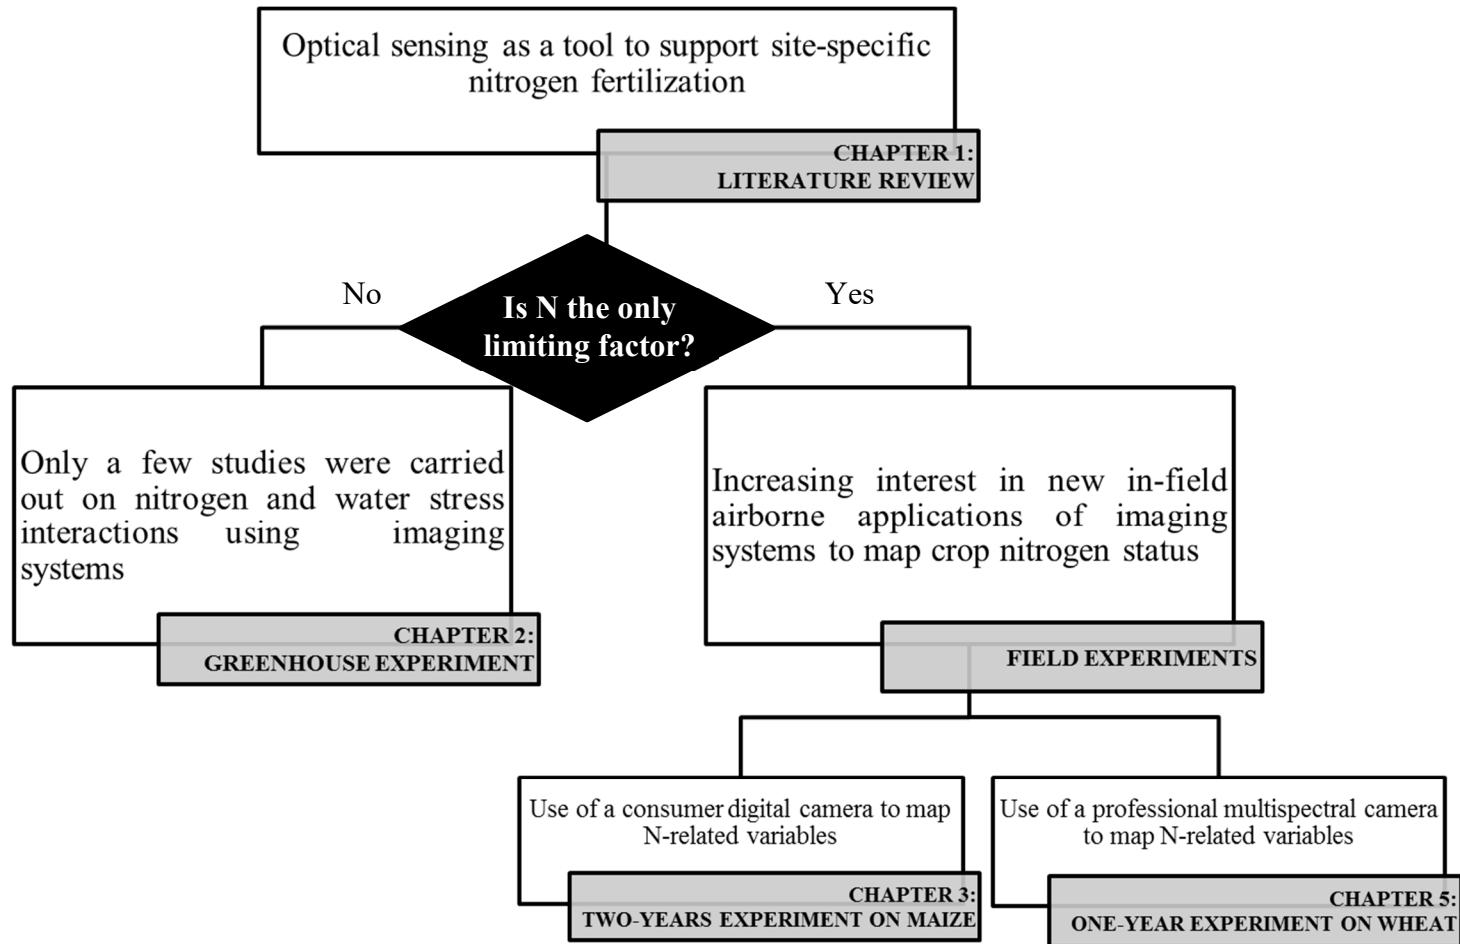 Optical sensing as a tool to support site-specific
nitrogen fertilization
CHAPTER 1:
LITERATURE REVIEW
No
Yes
Is N the only
limiting factor?
Only a few studies were carried
out on nitrogen and water stress
interactions using imaging
systems
CHAPTER 2:
GREENHOUSE EXPERIMENT
Increasing interest in new in-field
airborne applications of imaging
systems to map crop nitrogen status
FIELD EXPERIMENTS
Use of a consumer digital camera to map
N-related variables
CHAPTER 3:
TWO-YEARS EXPERIMENT ON MAIZE
Use of a professional multispectral camera
to map N-related variables
CHAPTER 5:
ONE-YEAR EXPERIMENT ON WHEAT